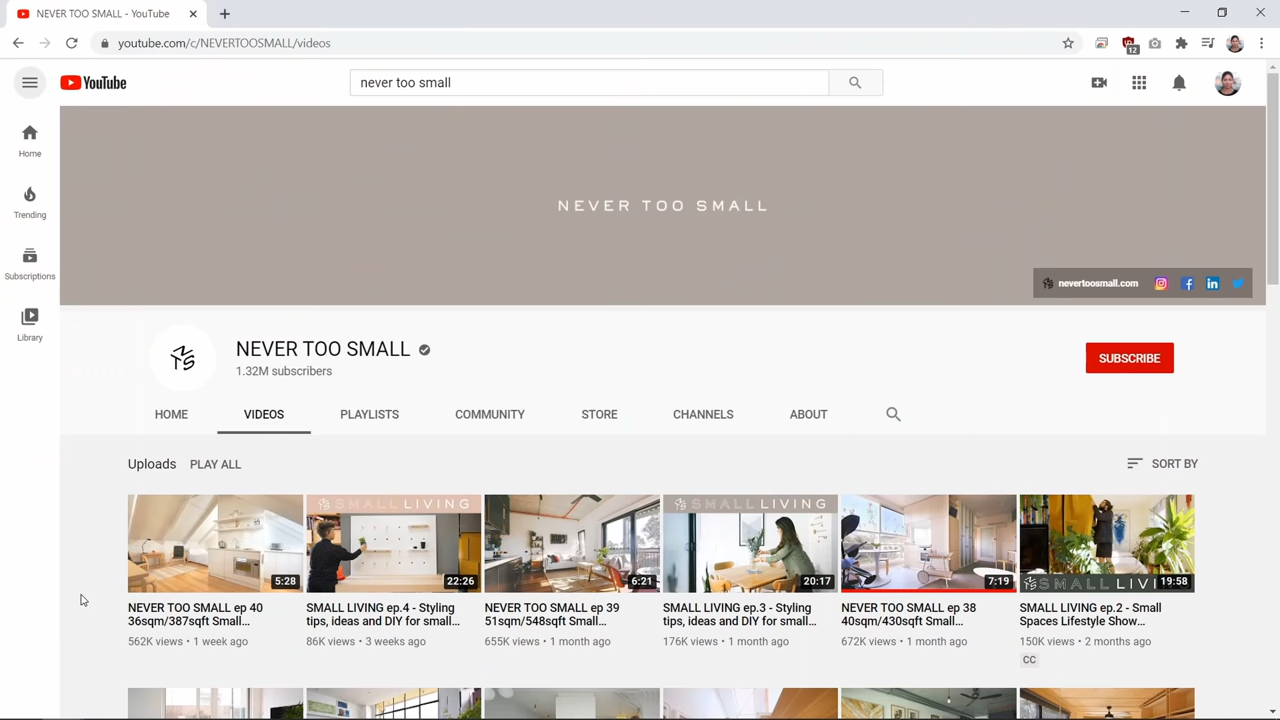 NEVER TOO SMALL - YouTube
youtube.com/c/NEVERTOOSMALL/videos
12
YouTube
never too small
Home
Trending
Subscriptions
Library
NEVER TOO SMALL
nevertoosmall.com
NTS
NEVER TOO SMALL
1.32M subscribers
SUBSCRIBE
HOME VIDEOS PLAYLISTS COMMUNITY STORE CHANNELS ABOUT
Uploads PLAY ALL SORT BY
5:28
NEVER TOO SMALL ep 40
36sqm/387sqft Small...
562K views • 1 week ago
SMALL LIVING
22:26
SMALL LIVING ep.4 - Styling
tips, ideas and DIY for small...
86K views • 3 weeks ago
6:21
NEVER TOO SMALL ep 39
51sqm/548sqft Small...
655K views • 1 month ago
SMALL LIVING
20:17
SMALL LIVING ep.3 - Styling
tips, ideas and DIY for small...
176K views • 1 month ago
7:19
NEVER TOO SMALL ep 38
40sqm/430sqft Small...
672K views • 1 month ago
SMALL LIVI
19:58
SMALL LIVING ep.2 - Small
Spaces Lifestyle Show...
150K views • 2 months ago
CC